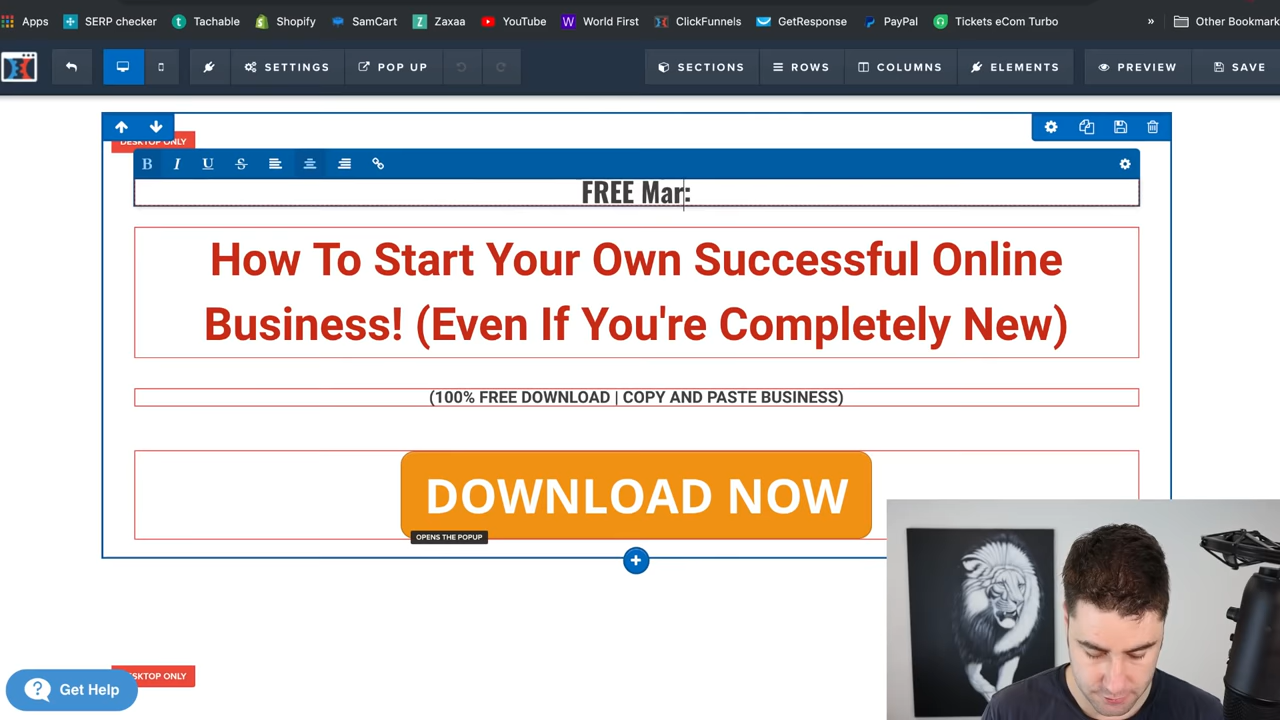 Apps SERP checker Tachable Shopify SamCart Zaxaa YouTube World First ClickFunnels GetResponse PayPal Tickets eCom Turbo » Other Bookmark
SETTINGS POP UP SECTIONS ROWS COLUMNS ELEMENTS PREVIEW SAVE
DESKTOP ONLY
B I U S
FREE Mar:
How To Start Your Own Successful Online
Business! (Even If You're Completely New)
(100% FREE DOWNLOAD | COPY AND PASTE BUSINESS)
DOWNLOAD NOW
OPENS THE POPUP
SKTOP ONLY
? Get Help